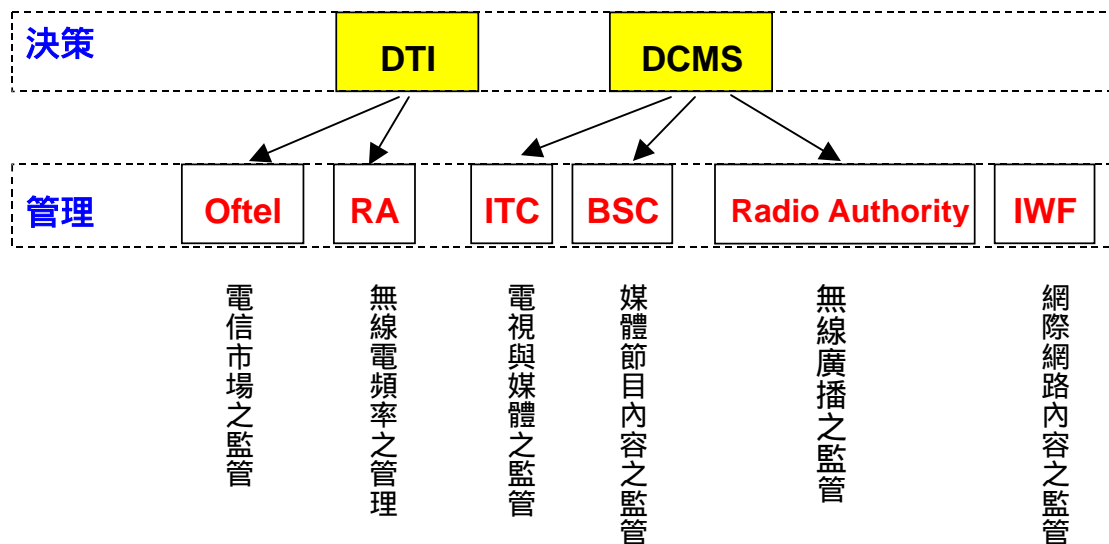 決策
DTI
DCMS
管理
Oftel
RA
ITC
BSC
Radio Authority
IWF
電信市場之監管
無線電頻率之管理
電視與媒體之監管
媒體節目內容之監管
無線廣播之監管
網際網路內容之監管